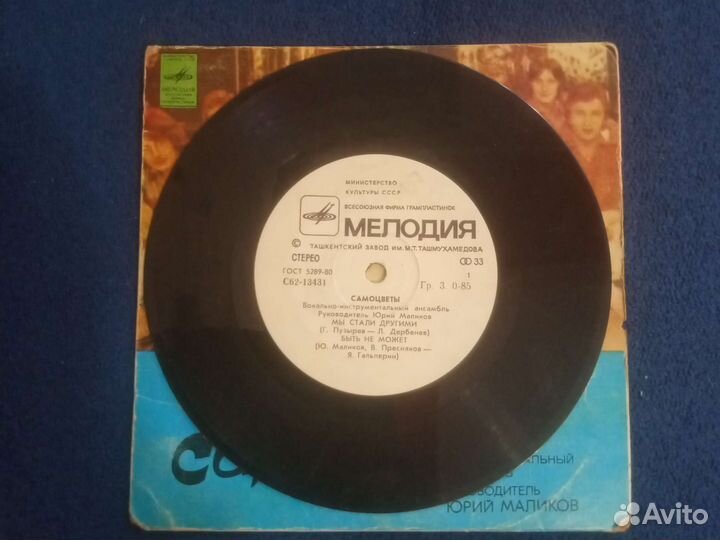 МЕЛОДИЯ
МИНИСТЕРСТВО
КУЛЬТУРЫ СССР
ВСЕСОЮЗНАЯ ФИРМА ГРАМПЛАСТИНОК
МЕЛОДИЯ
© ТАШКЕНТСКИЙ ЗАВОД ИМ. М.Т. ТАШМУХАМЕДОВА
СТЕРЕО
33
ГОСТ 5289-80
1
С62-13431
Гр. 3 0-85
САМОЦВЕТЫ
Вокально-инструментальный ансамбль
Руководитель Юрий Маликов
МЫ СТАЛИ ДРУГИМИ
(Г. Пузырев — Л. Дербенев)
БЫТЬ НЕ МОЖЕТ
(Ю. Маликов, В. Пресняков —
Я. Гальперин)
АЛЬНЫЙ
ОВОДИТЕЛЬ
ЮРИЙ МАЛИКОВ
Avito